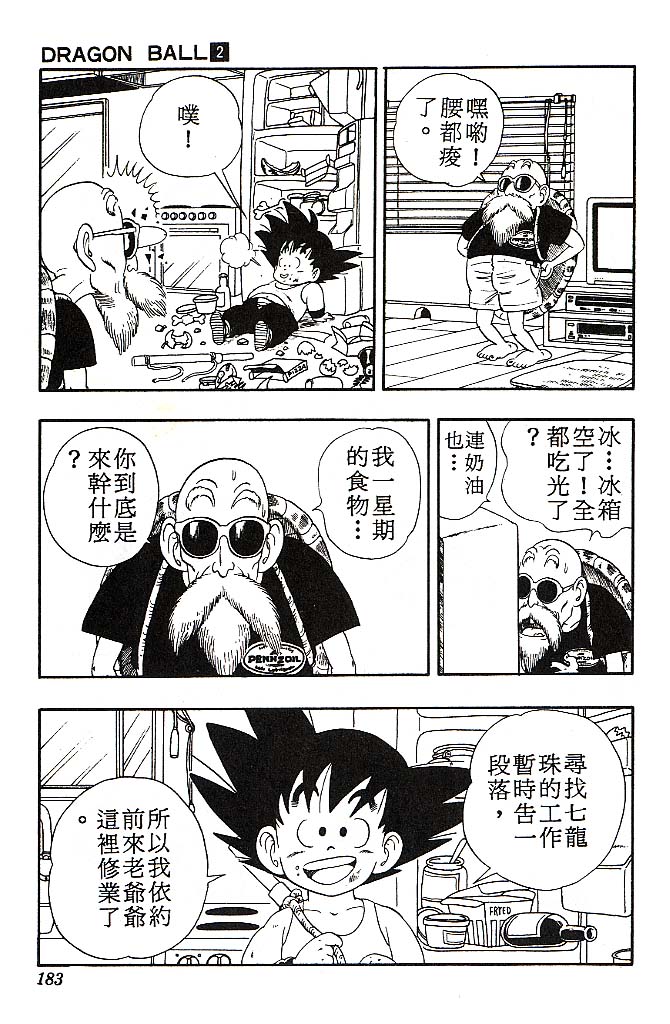 DRAGON BALL 2
嘿喲！
腰都痠
了。
噗！
冰…冰箱
空了！全
都吃光了
？
連奶油
也…
我一星期
的食物…
你到底是
來幹什麼
？
PENNZOIL
尋找七龍
珠的工作
暫時告一
段落，
所以我依約
前來老爺爺
這裡修業了
。
PIZZA
FRTED
183